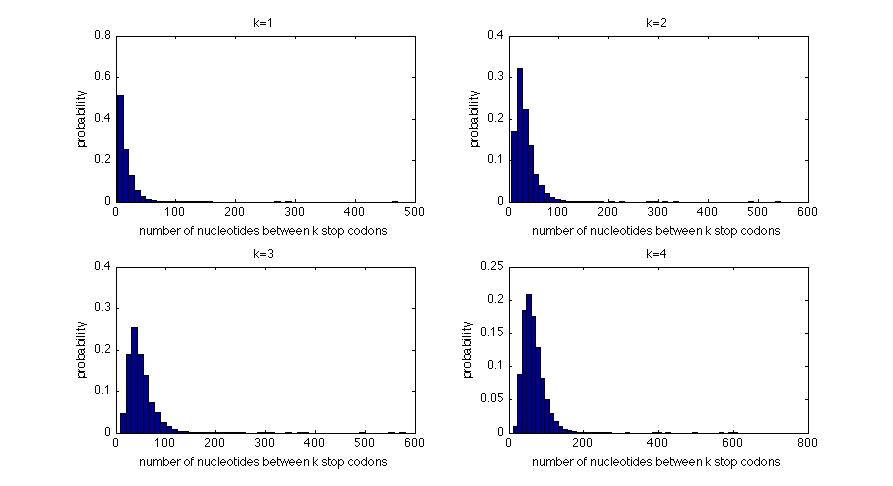 k=1
0.8
0.6
0.4
0.2
0
probability
0 100 200 300 400 500
number of nucleotides between k stop codons
k=2
0.4
0.3
0.2
0.1
0
probability
0 100 200 300 400 500 600
number of nucleotides between k stop codons
k=3
0.4
0.3
0.2
0.1
0
probability
0 100 200 300 400 500 600
number of nucleotides between k stop codons
k=4
0.25
0.2
0.15
0.1
0.05
0
probability
0 200 400 600 800
number of nucleotides between k stop codons